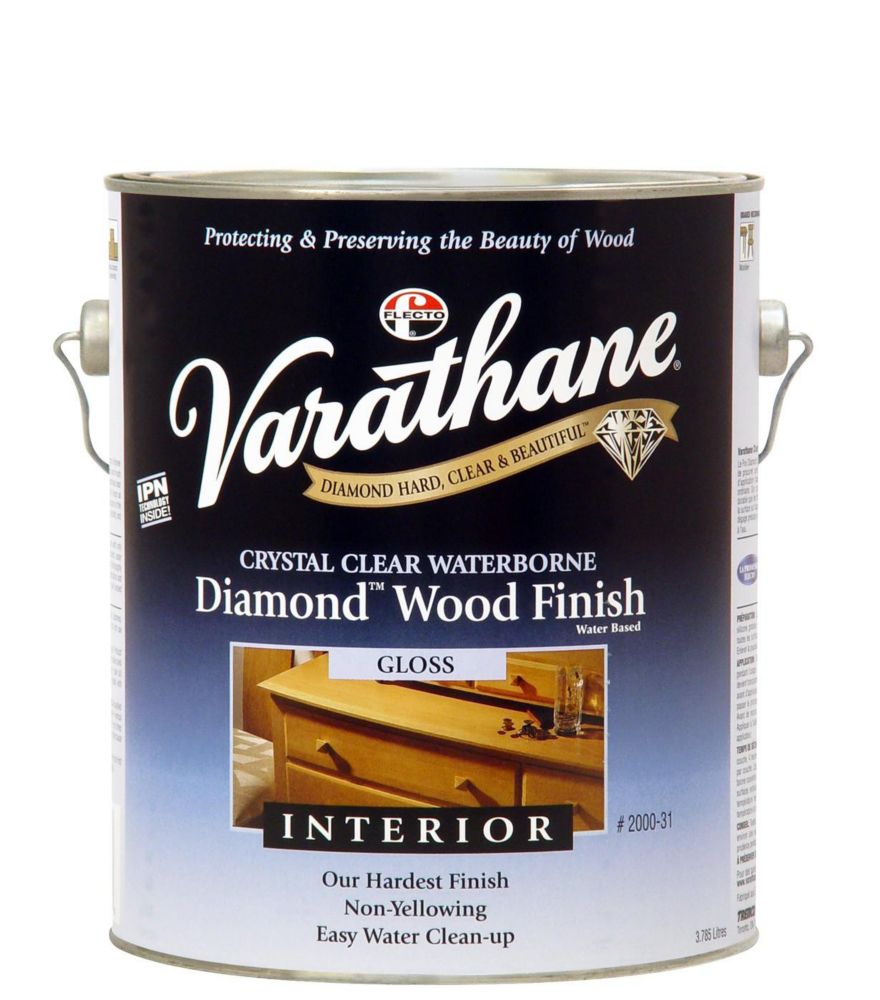 Protecting & Preserving the Beauty of Wood
FLECTO
®
Varathane®
DIAMOND HARD, CLEAR & BEAUTIFUL™
IPN
TECHNOLOGY
INSIDE!
CRYSTAL CLEAR WATERBORNE
Diamond™ Wood Finish
Water Based
GLOSS
INTERIOR
# 2000-31
Our Hardest Finish
Non-Yellowing
Easy Water Clean-up
3.785 Litres